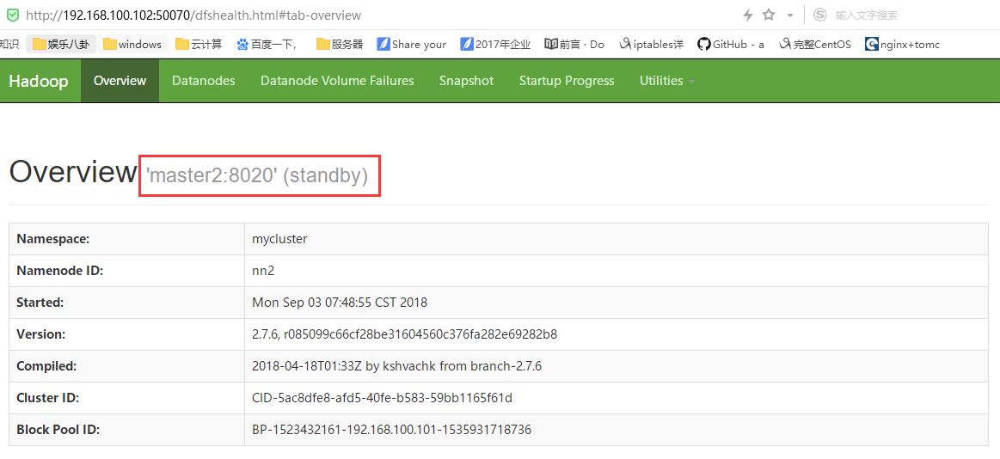 http://192.168.100.102:50070/dfshealth.html#tab-overview 输入文字搜索
知识 娱乐八卦 windows 云计算 百度一下, 服务器 Share your 2017年企业 前言 · Do iptables详 GitHub - a 完整CentOS nginx+tomc
Hadoop Overview Datanodes Datanode Volume Failures Snapshot Startup Progress Utilities
Overview 'master2:8020' (standby)
Namespace: mycluster
Namenode ID: nn2
Started: Mon Sep 03 07:48:55 CST 2018
Version: 2.7.6, r085099c66cf28be31604560c376fa282e69282b8
Compiled: 2018-04-18T01:33Z by kshvachk from branch-2.7.6
Cluster ID: CID-5ac8dfe8-afd5-40fe-b583-59bb1165f61d
Block Pool ID: BP-1523432161-192.168.100.101-1535931718736